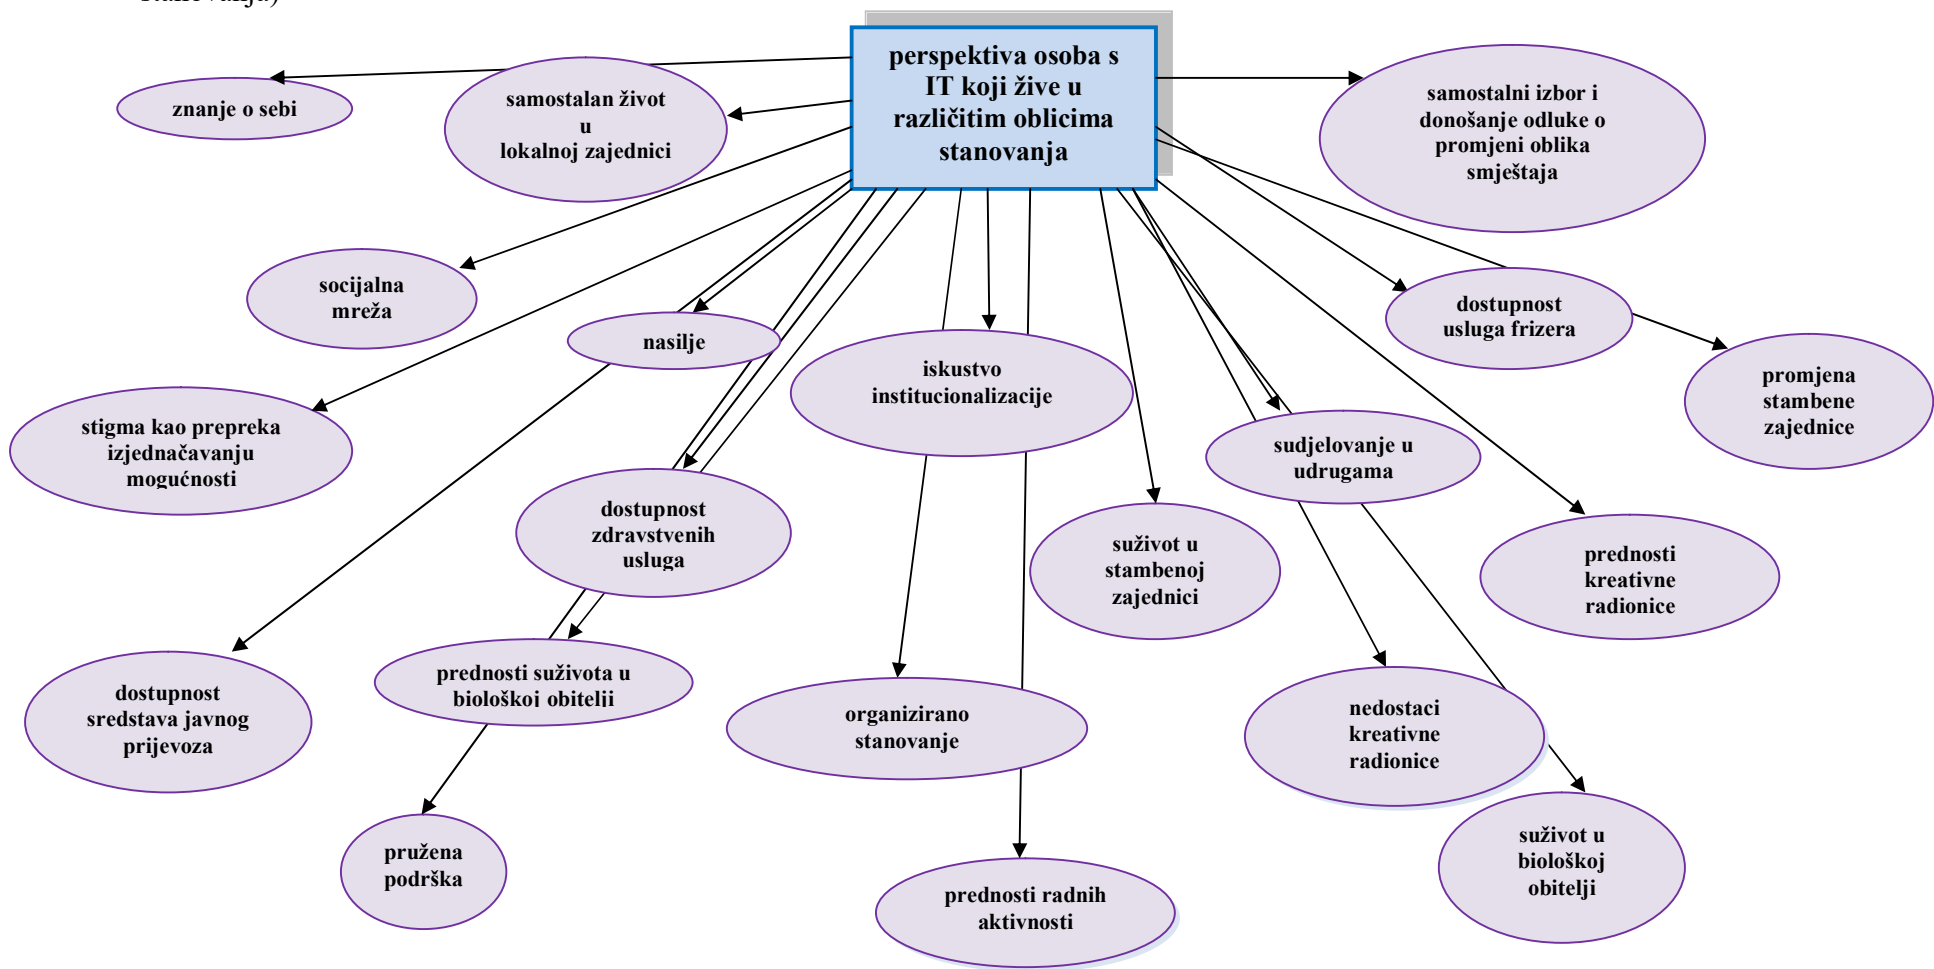 stanovanja)
perspektiva osoba s
IT koji žive u
različitim oblicima
stanovanja
znanje o sebi
samostalan život
u
lokalnoj zajednici
samostalni izbor i
donošanje odluke o
promjeni oblika
smještaja
socijalna
mreža
nasilje
iskustvo
institucionalizacije
dostupnost
usluga frizera
promjena
stambene
zajednice
stigma kao prepreka
izjednačavanju
mogućnosti
dostupnost
zdravstvenih
usluga
sudjelovanje u
udrugama
suživot u
stambenoj
zajednici
prednosti
kreativne
radionice
dostupnost
sredstava javnog
prijevoza
prednosti suživota u
biološkoj obitelji
organizirano
stanovanje
nedostaci
kreativne
radionice
pružena
podrška
prednosti radnih
aktivnosti
suživot u
biološkoj
obitelji